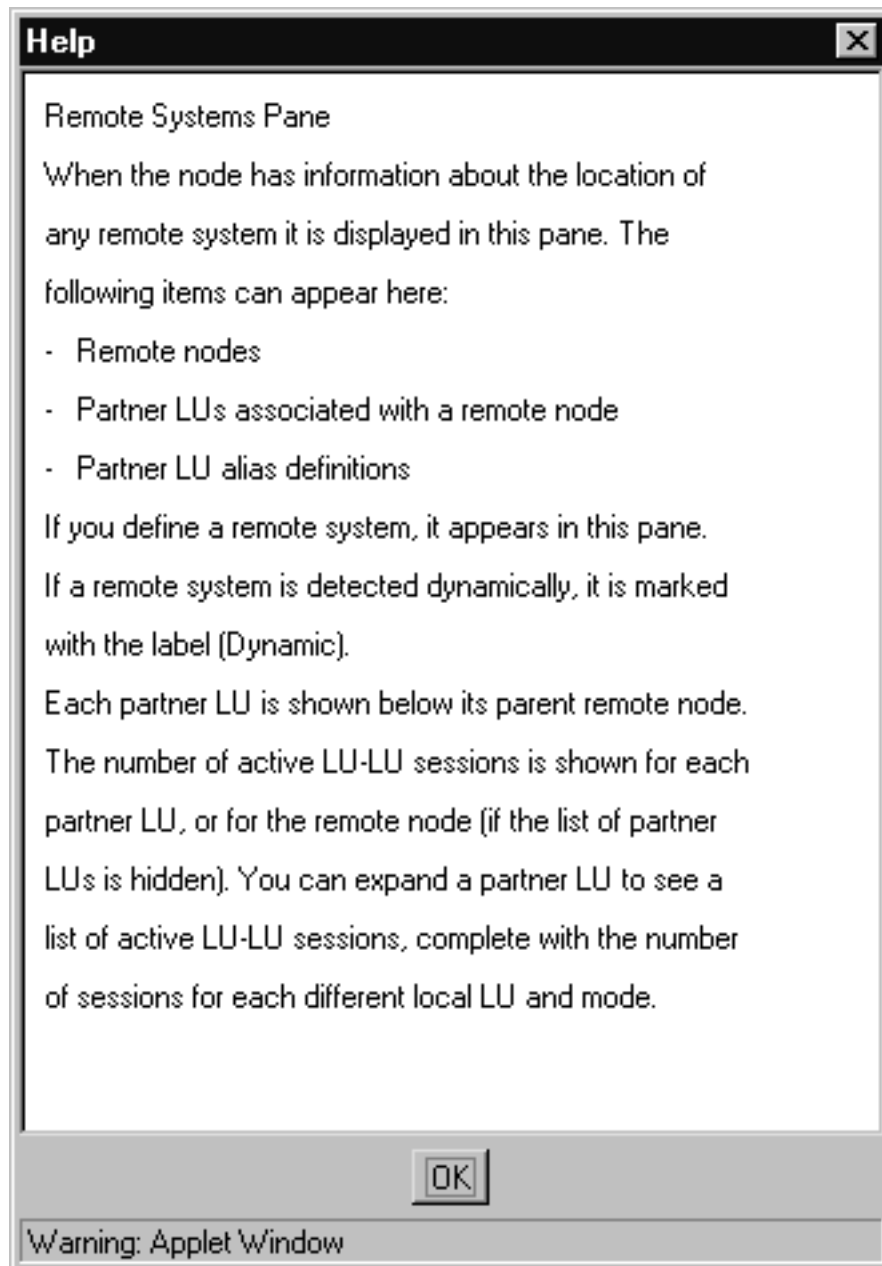 Help
Remote Systems Pane
When the node has information about the location of
any remote system it is displayed in this pane. The
following items can appear here:
- Remote nodes
- Partner LUs associated with a remote node
- Partner LU alias definitions
If you define a remote system, it appears in this pane.
If a remote system is detected dynamically, it is marked
with the label (Dynamic).
Each partner LU is shown below its parent remote node.
The number of active LU-LU sessions is shown for each
partner LU, or for the remote node (if the list of partner
LUs is hidden). You can expand a partner LU to see a
list of active LU-LU sessions, complete with the number
of sessions for each different local LU and mode.
OK
Warning: Applet Window